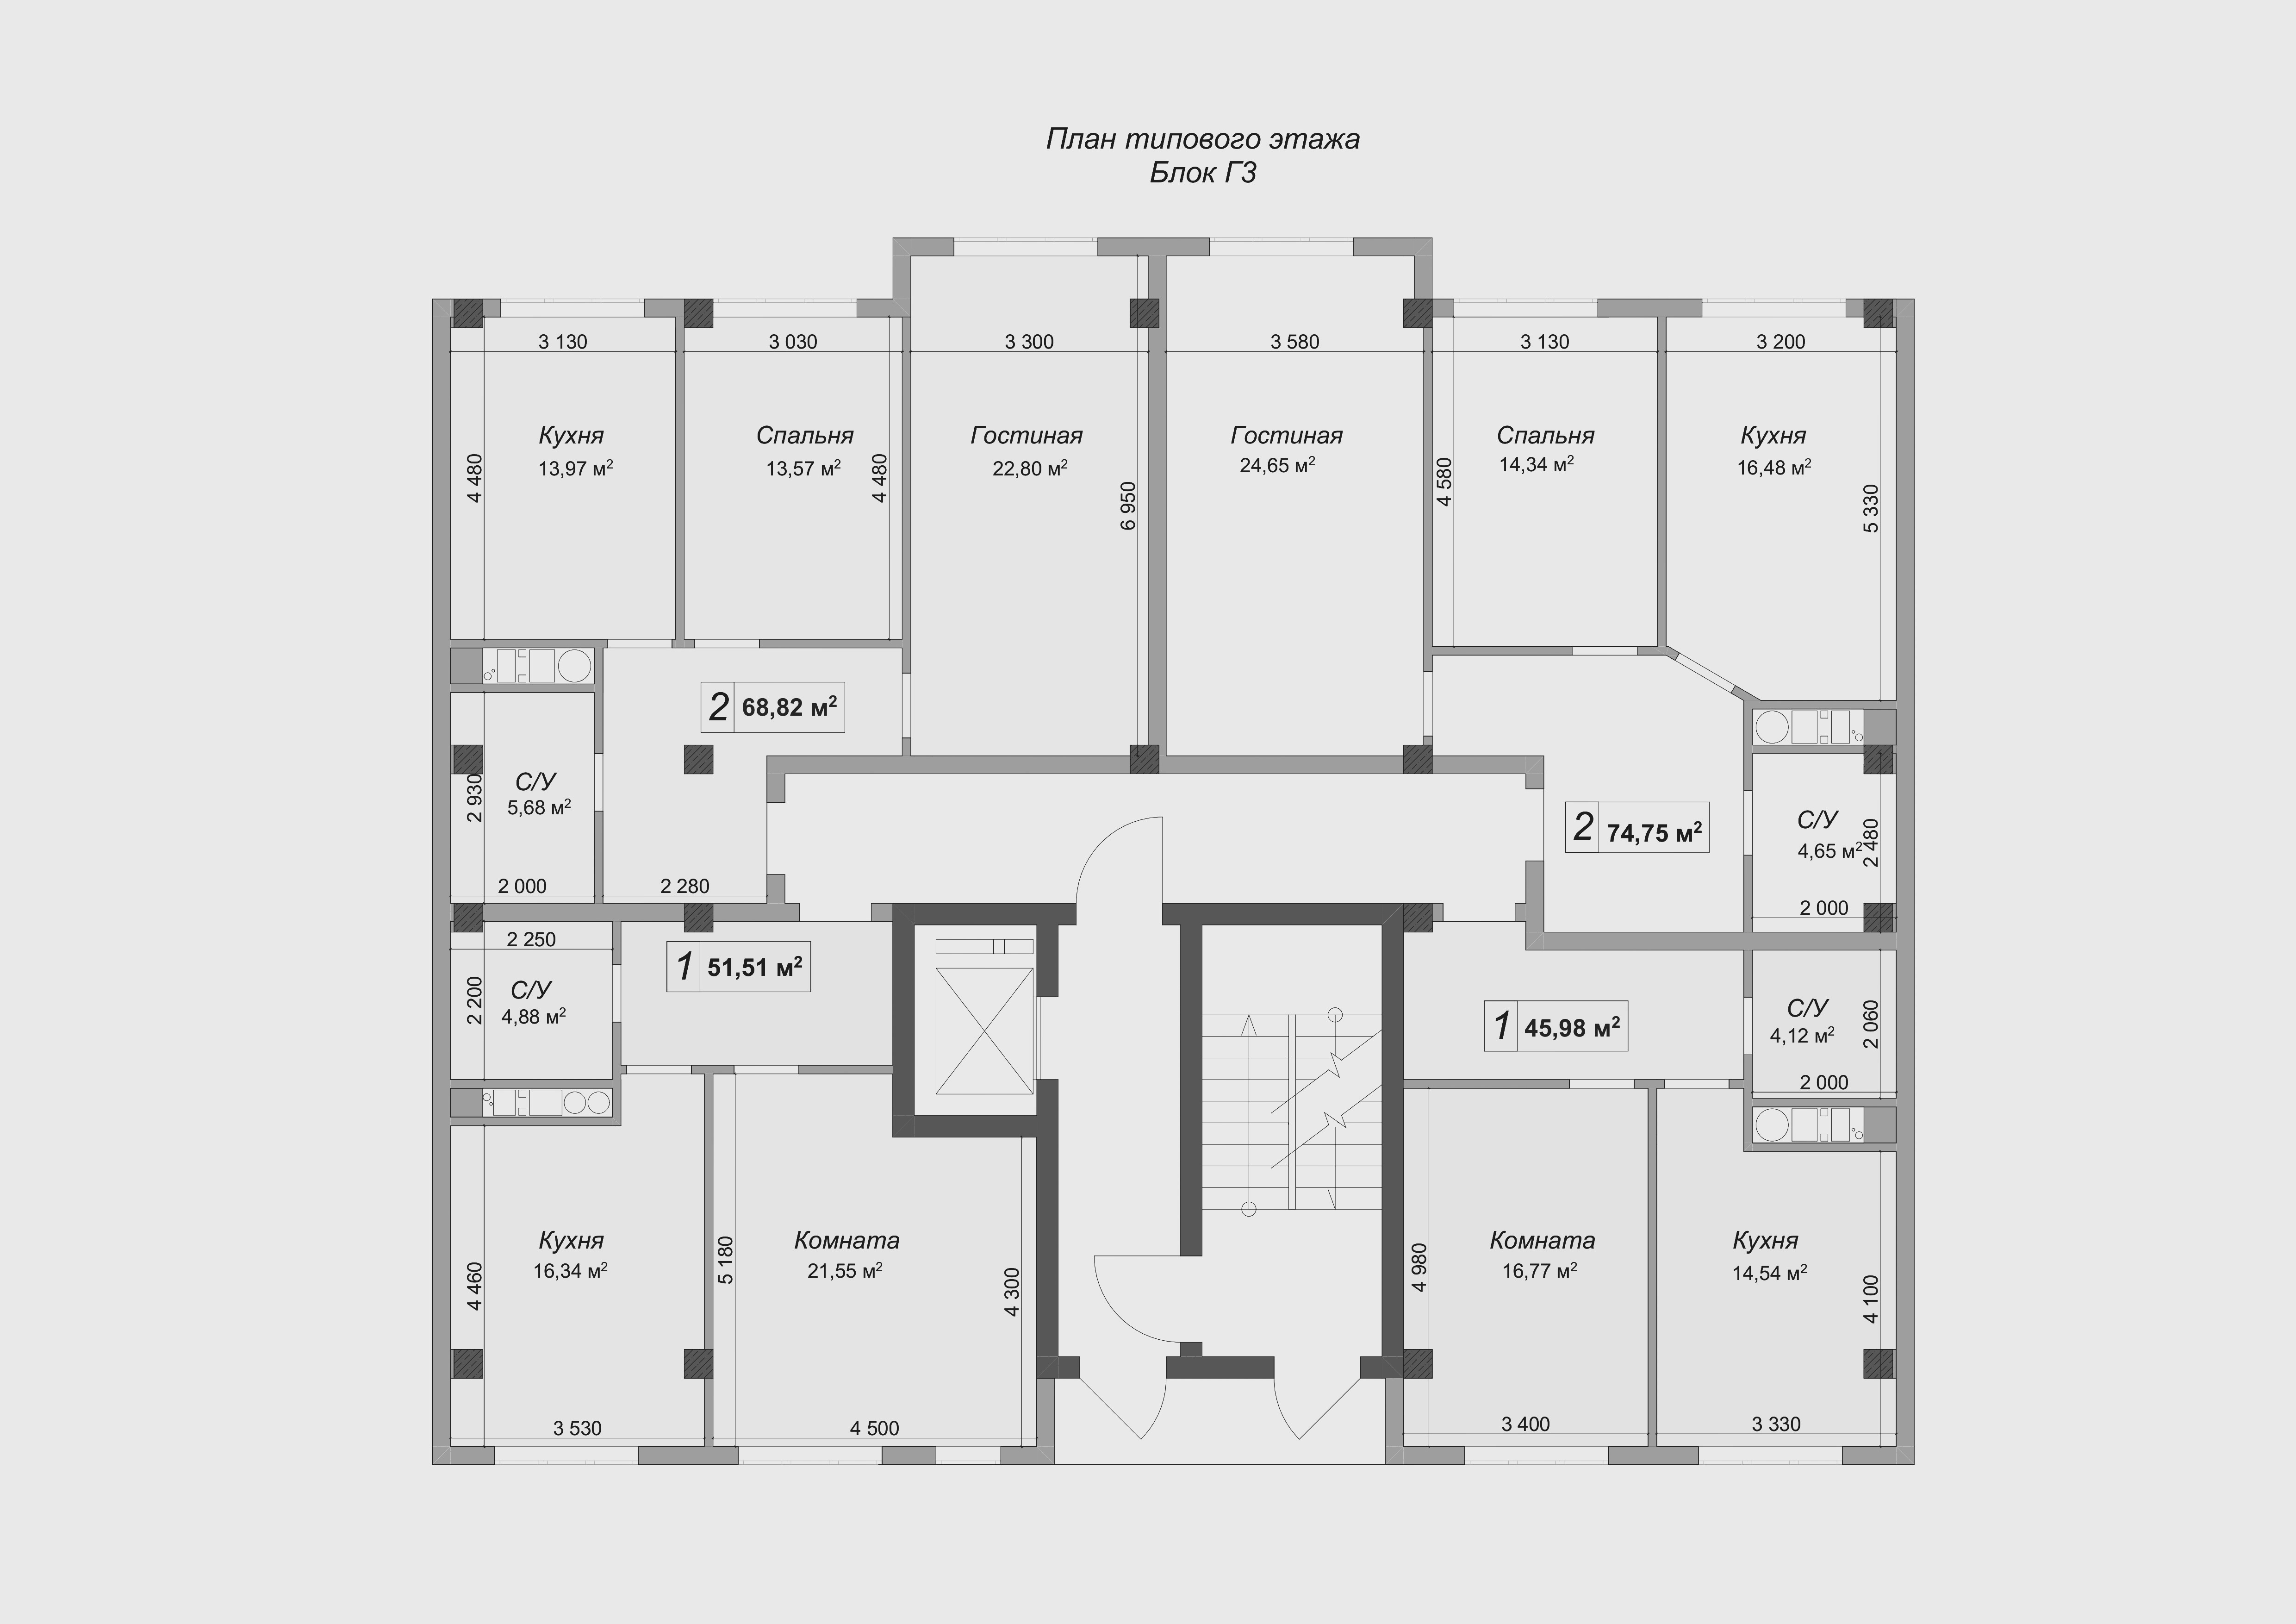 План типового этажа
Блок Г3
3 130
3 030
3 300
3 580
3 130
3 200
Кухня
13,97 м²
4 480
Спальня
13,57 м²
4 480
Гостиная
22,80 м²
6 950
Гостиная
24,65 м²
Спальня
14,34 м²
4 580
Кухня
16,48 м²
5 330
2 68,82 м²
2 74,75 м²
С/У
5,68 м²
2 930
2 000
2 280
С/У
4,65 м²
2 480
2 000
2 250
С/У
4,88 м²
2 200
1 51,51 м²
1 45,98 м²
С/У
4,12 м²
2 060
2 000
Кухня
16,34 м²
4 460
3 530
Комната
21,55 м²
5 180
4 300
4 500
Комната
16,77 м²
4 980
3 400
Кухня
14,54 м²
4 100
3 330